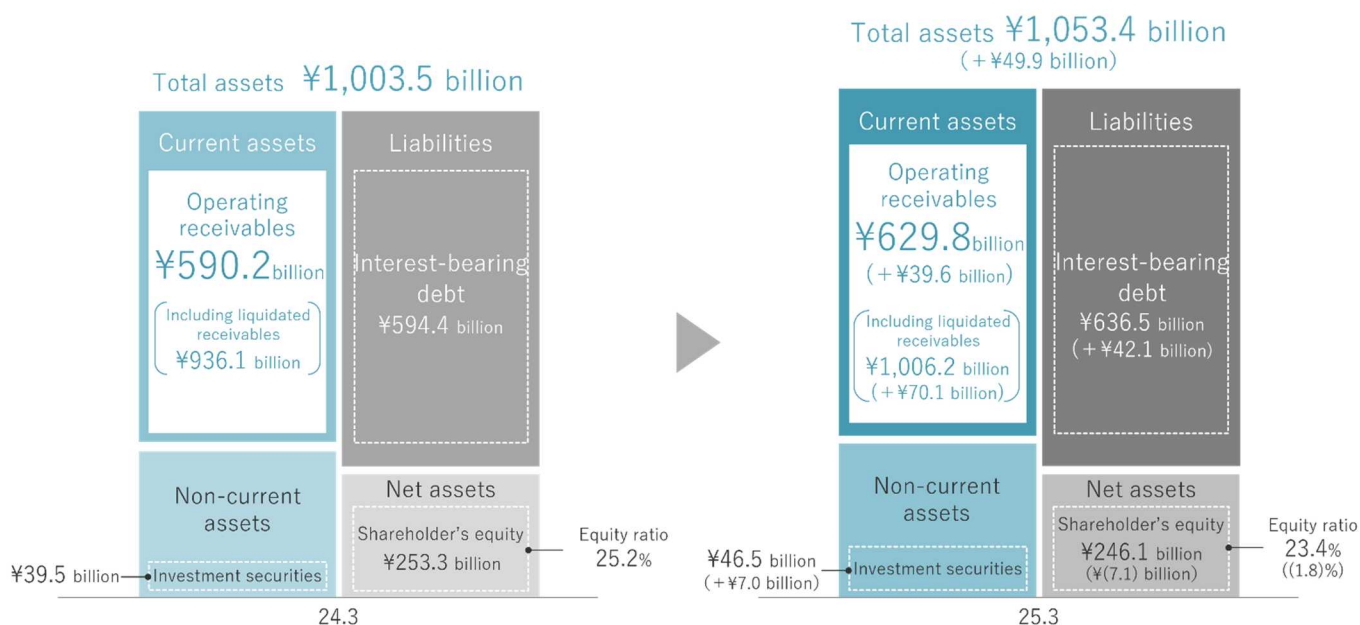 Total assets ¥1,003.5 billion
Current assets
Operating
receivables
¥590.2billion
(Including liquidated
receivables
¥936.1 billion)
Liabilities
Interest-bearing
debt
¥594.4 billion
Non-current
assets
Investment securities
¥39.5 billion
Net assets
Shareholder's equity
¥253.3 billion
Equity ratio
25.2%
24.3
Total assets ¥1,053.4 billion
(+¥49.9 billion)
Current assets
Operating
receivables
¥629.8billion
(+¥39.6 billion)
(Including liquidated
receivables
¥1,006.2 billion
(+¥70.1 billion))
Liabilities
Interest-bearing
debt
¥636.5 billion
(+¥42.1 billion)
Non-current
assets
Investment securities
¥46.5 billion
(+¥7.0 billion)
Net assets
Shareholder's equity
¥246.1 billion
(¥(7.1) billion)
Equity ratio
23.4%
((1.8)%)
25.3